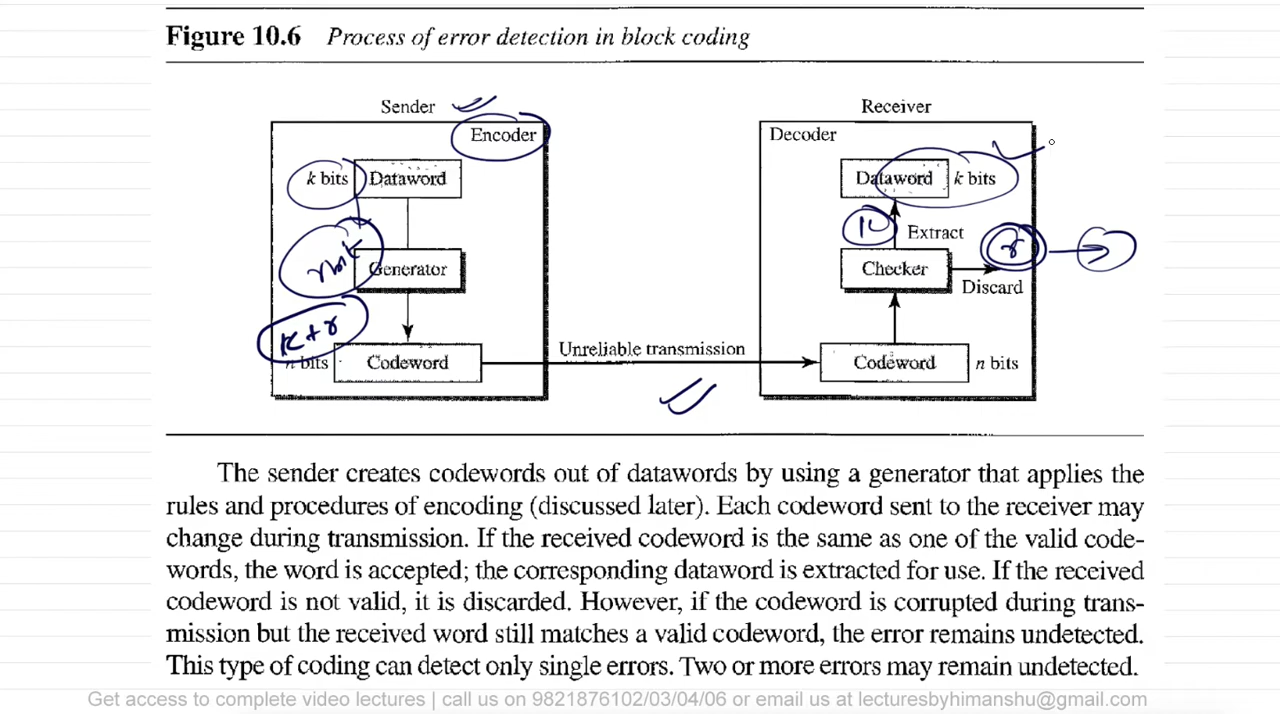 Figure 10.6 Process of error detection in block coding
Sender
Receiver
Encoder
Decoder
k bits Dataword
Dataword k bits
K
Extract
r
Generator
Checker
Discard
K+r
n bits Codeword
Unreliable transmission
Codeword n bits
The sender creates codewords out of datawords by using a generator that applies the
rules and procedures of encoding (discussed later). Each codeword sent to the receiver may
change during transmission. If the received codeword is the same as one of the valid code-
words, the word is accepted; the corresponding dataword is extracted for use. If the received
codeword is not valid, it is discarded. However, if the codeword is corrupted during trans-
mission but the received word still matches a valid codeword, the error remains undetected.
This type of coding can detect only single errors. Two or more errors may remain undetected.
Get access to complete video lectures | call us on 9821876102/03/04/06 or email us at lecturesbyhimanshu@gmail.com